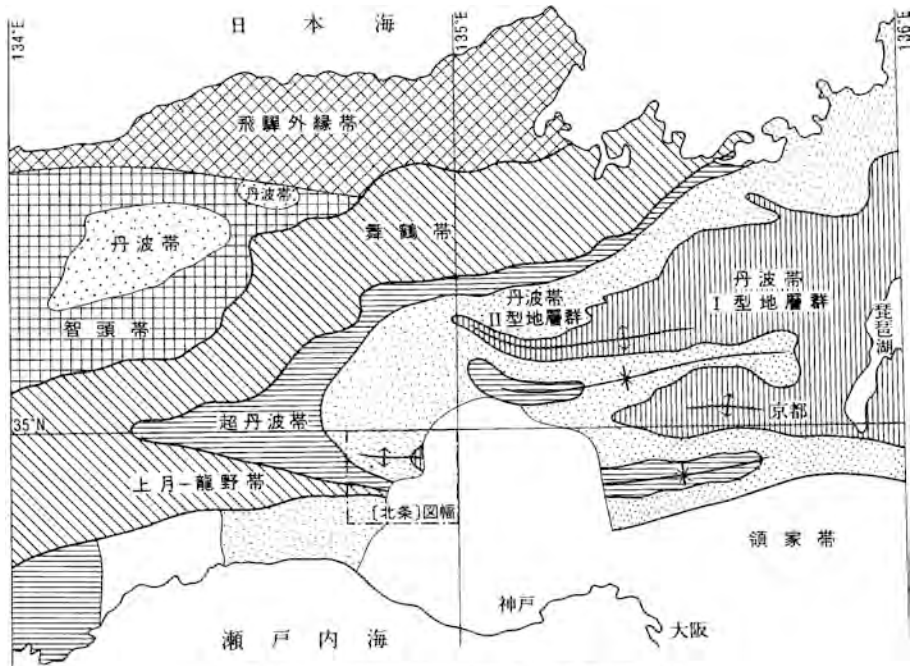 134°
日本海
135°
136°
飛騨外縁帯
丹波帯
丹波帯
舞鶴帯
智頭帯
丹波帯
II型地層群
丹波帯
I型地層群
琵琶湖
京都
35°N
超丹波帯
上月−龍野帯
〔北条〕図幅
領家帯
神戸
大阪
瀬戸内海